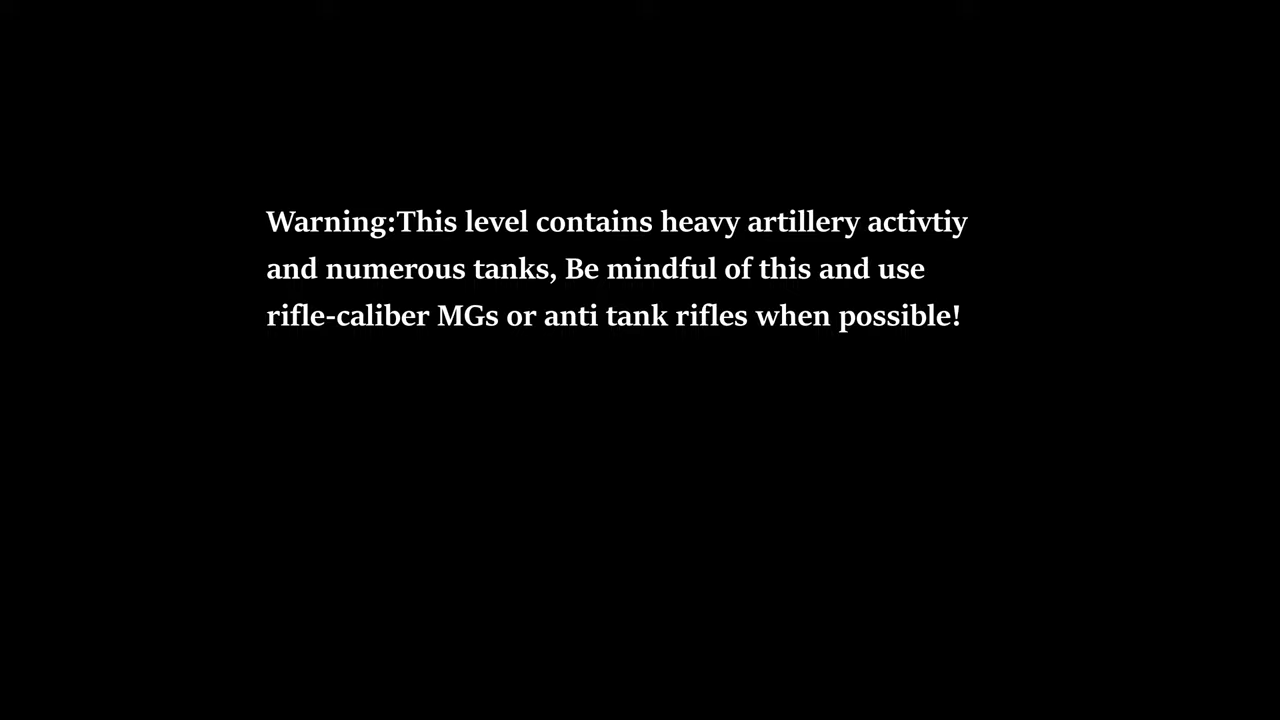 Warning:This level contains heavy artillery activtiy
and numerous tanks, Be mindful of this and use
rifle-caliber MGs or anti tank rifles when possible!